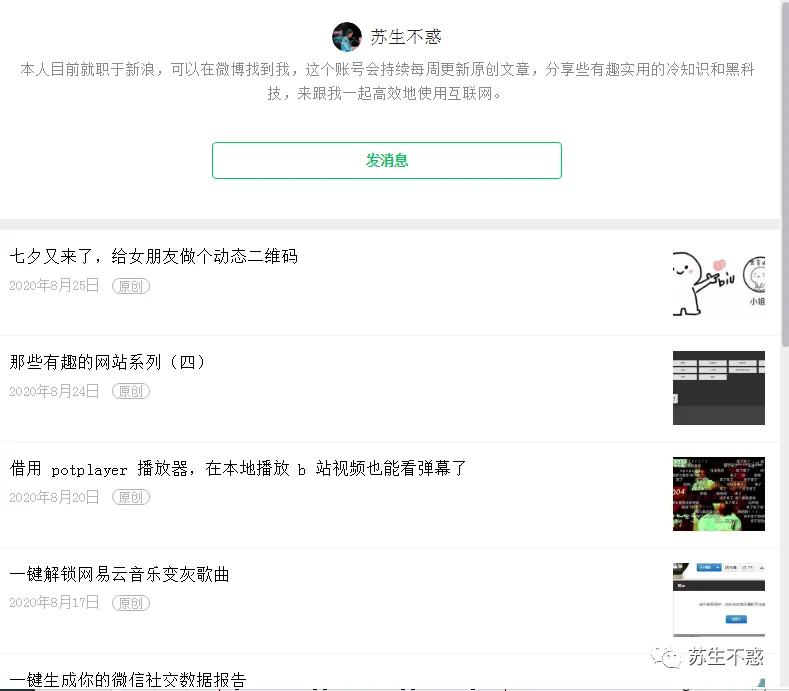 苏生不惑
本人目前就职于新浪，可以在微博找到我，这个账号会持续每周更新原创文章，分享些有趣实用的冷知识和黑科
技，来跟我一起高效地使用互联网。
发消息
七夕又来了，给女朋友做个动态二维码
2020年8月25日 原创
biu
小姐
那些有趣的网站系列（四）
2020年8月24日 原创
借用 potplayer 播放器，在本地播放 b 站视频也能看弹幕了
2020年8月20日 原创
004
一键解锁网易云音乐变灰歌曲
2020年8月17日 原创
苏生不惑
一键生成你的微信社交数据报告